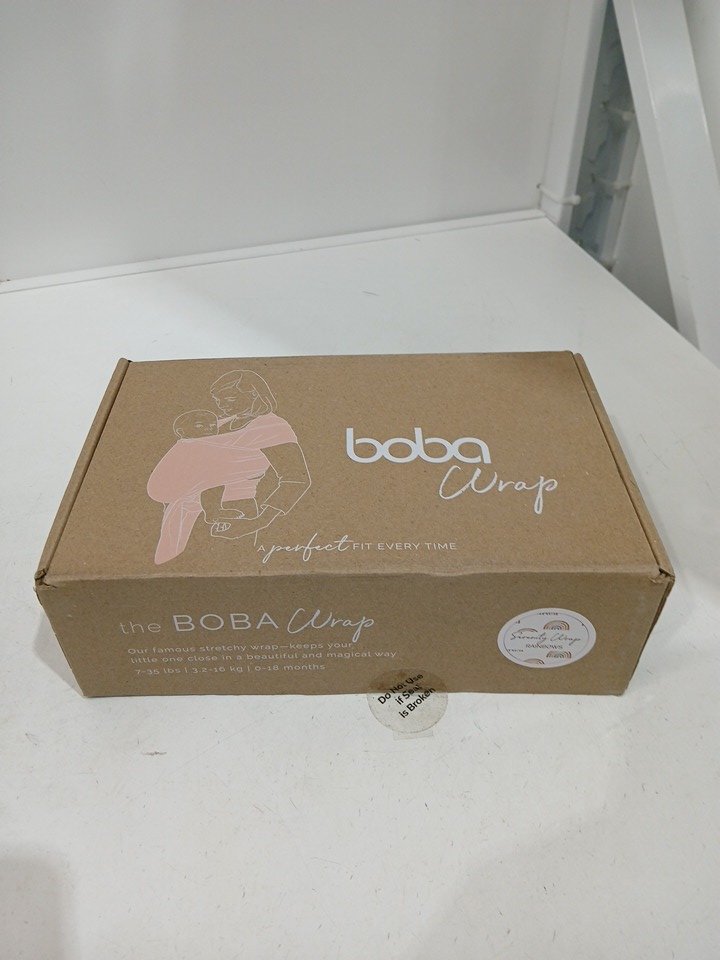 boba
Wrap
A perfect FIT EVERY TIME
the BOBA Wrap
Our famous stretchy wrap—keeps your
little one close in a beautiful and magical way
7-35 lbs | 3.2-16 kg | 0-18 months
Serenity Wrap
RAINBOWS
Do Not Use
if Seal
Is Broken